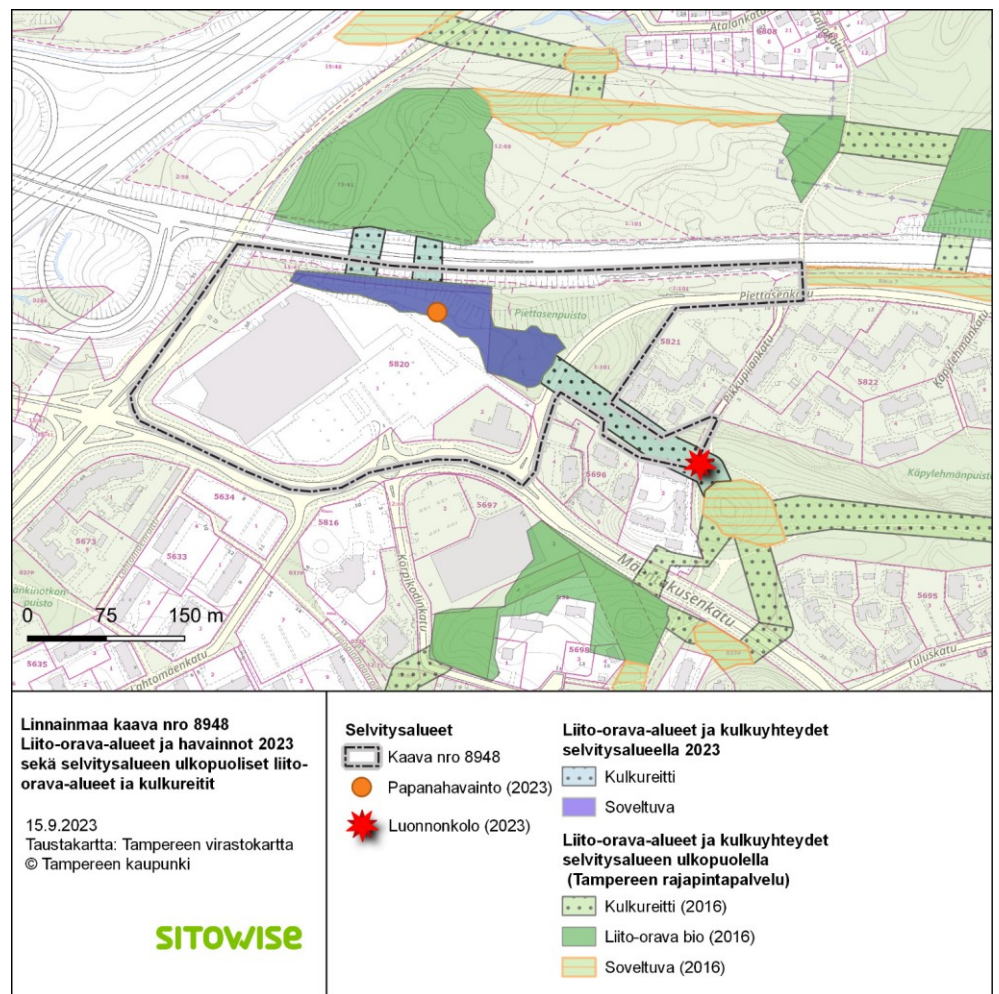 Atalankatu
6808
Piettasenkatu
Piettasenpuisto
5821
5820
5822
Pikkupiijankatu
Käpylehmänkatu
Käpylehmänpuisto
5696
5634
5697
5816
5673
5633
Mäentakusenkatu
0 75 150 m
Karpikodinkatu
5698
5695
5635
Lahtomäenkatu
Tuluskatu
Linnainmaa kaava nro 8948
Liito-orava-alueet ja havainnot 2023
sekä selvitysalueen ulkopuoliset liito-
orava-alueet ja kulkureitit
15.9.2023
Taustakartta: Tampereen virastokartta
© Tampereen kaupunki
SITOWISE
Selvitysalueet
Kaava nro 8948
Papanahavainto (2023)
Luonnonkolo (2023)
Liito-orava-alueet ja kulkuyhteydet
selvitysalueella 2023
Kulkureitti
Soveltuva
Liito-orava-alueet ja kulkuyhteydet
selvitysalueen ulkopuolella
(Tampereen rajapintapalvelu)
Kulkureitti (2016)
Liito-orava bio (2016)
Soveltuva (2016)